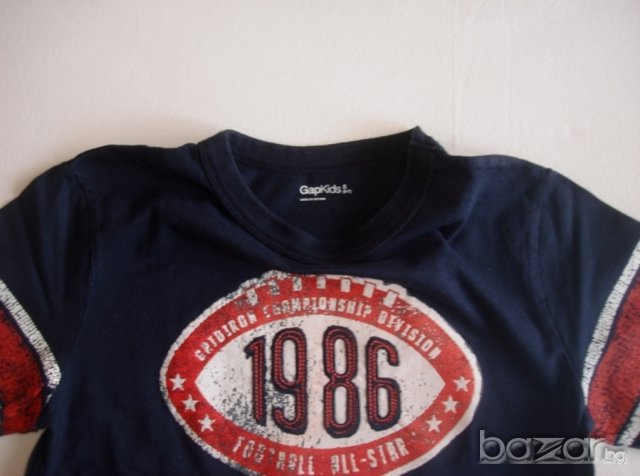 GapKids
GRIDIRON CHAMPIONSHIP DIVISION
1986
FOOTBALL ALL-STAR
bazar.bg